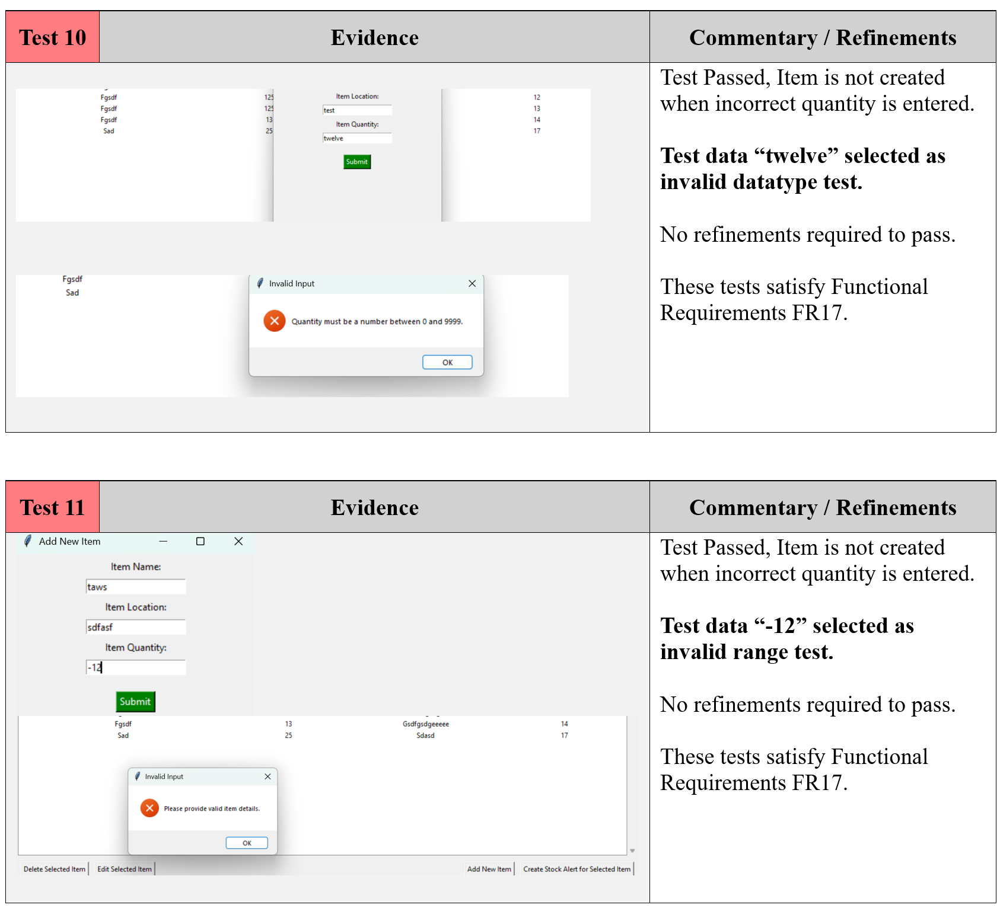 Test 10
Evidence
Commentary / Refinements
Fgsdf 125 Item Location: 12
Fgsdf 125 test 13
Fgsdf 13 Item Quantity: 14
Sad 25 17
twelve
Submit
Fgsdf
Sad
Invalid Input
Quantity must be a number between 0 and 9999.
OK
Test Passed, Item is not created
when incorrect quantity is entered.
Test data “twelve” selected as
invalid datatype test.
No refinements required to pass.
These tests satisfy Functional
Requirements FR17.
Test 11
Evidence
Commentary / Refinements
Add New Item
Item Name:
taws
Item Location:
sdfasf
Item Quantity:
-12
Submit
Fgsdf 13 Gsdfgsdgeeeee 14
Sad 25 Sdasd 17
Invalid Input
Please provide valid item details.
OK
Delete Selected Item Edit Selected Item Add New Item Create Stock Alert for Selected Item
Test Passed, Item is not created
when incorrect quantity is entered.
Test data “-12” selected as
invalid range test.
No refinements required to pass.
These tests satisfy Functional
Requirements FR17.